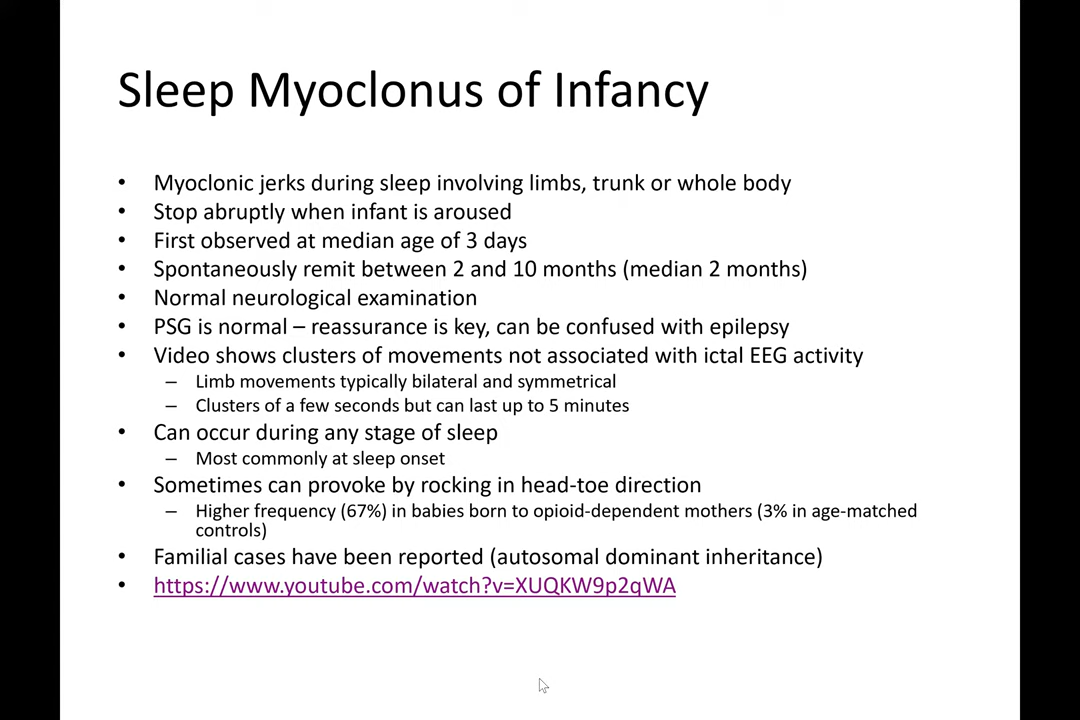 Sleep Myoclonus of Infancy
• Myoclonic jerks during sleep involving limbs, trunk or whole body
• Stop abruptly when infant is aroused
• First observed at median age of 3 days
• Spontaneously remit between 2 and 10 months (median 2 months)
• Normal neurological examination
• PSG is normal – reassurance is key, can be confused with epilepsy
• Video shows clusters of movements not associated with ictal EEG activity
– Limb movements typically bilateral and symmetrical
– Clusters of a few seconds but can last up to 5 minutes
• Can occur during any stage of sleep
– Most commonly at sleep onset
• Sometimes can provoke by rocking in head-toe direction
– Higher frequency (67%) in babies born to opioid-dependent mothers (3% in age-matched
controls)
• Familial cases have been reported (autosomal dominant inheritance)
• https://www.youtube.com/watch?v=XUQKW9p2qWA